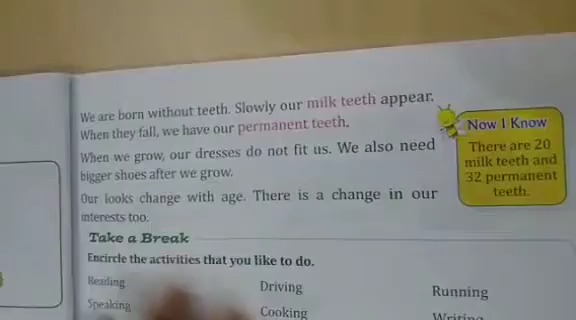 We are born without teeth. Slowly our milk teeth appear.
When they fall, we have our permanent teeth.
When we grow, our dresses do not fit us. We also need
bigger shoes after we grow.
Our looks change with age. There is a change in our
interests too.
Now I Know
There are 20
milk teeth and
32 permanent
teeth.
Take a Break
Encircle the activities that you like to do.
Reading
Driving
Running
Speaking
Cooking
Writing